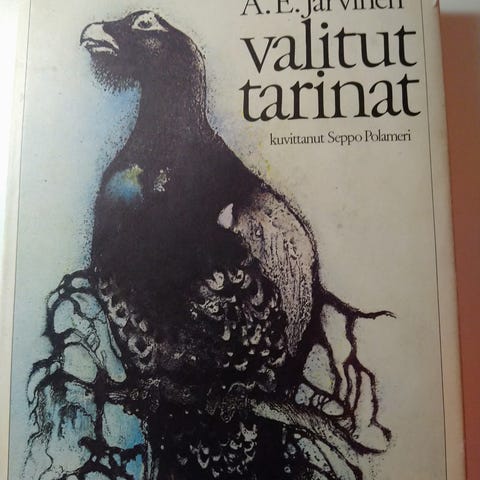 A. E. Järvinen
valitut
tarinat
kuvittanut Seppo Polameri